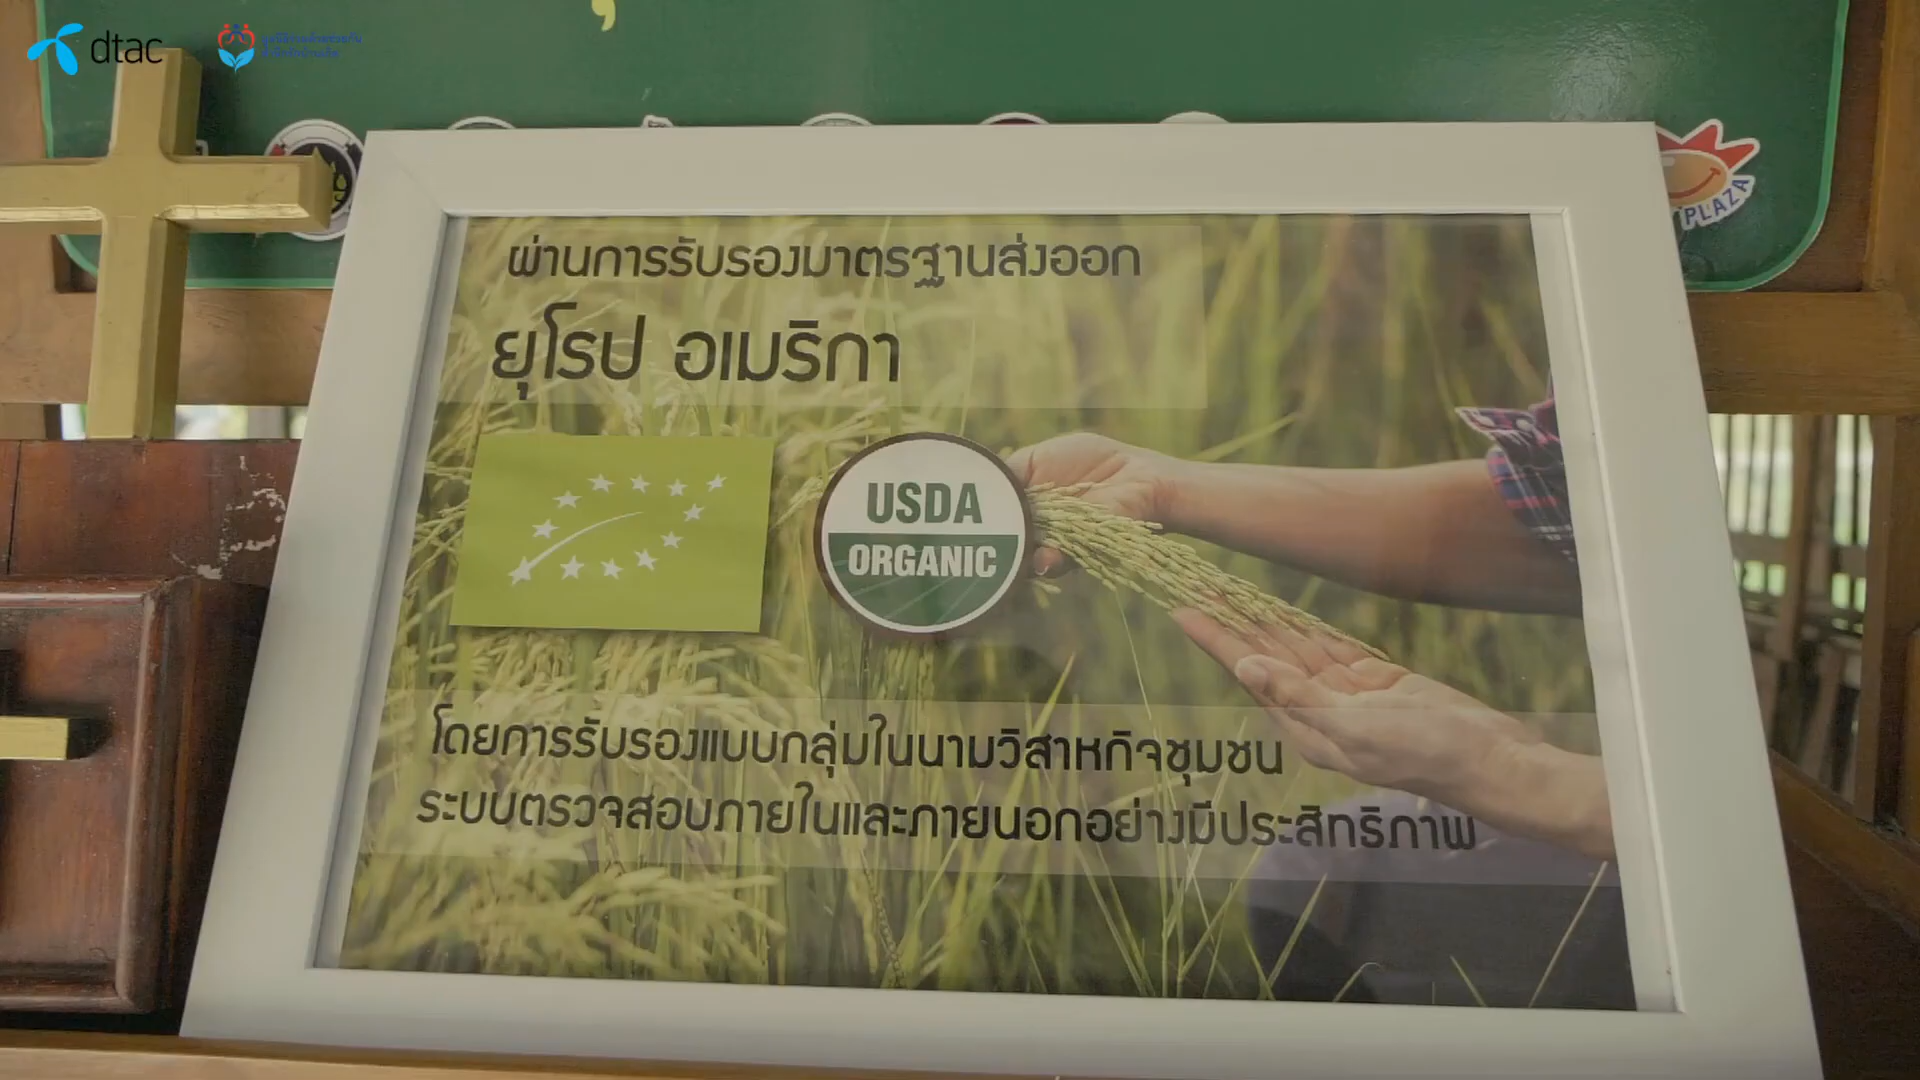 dtac
ผ่านการรับรองมาตรฐานส่งออก
ยุโรป อเมริกา
USDA
ORGANIC
โดยการรับรองแบบกลุ่มในนามวิสาหกิจชุมชน
ระบบตรวจสอบภายในและภายนอกอย่างมีประสิทธิภาพ
PLAZA